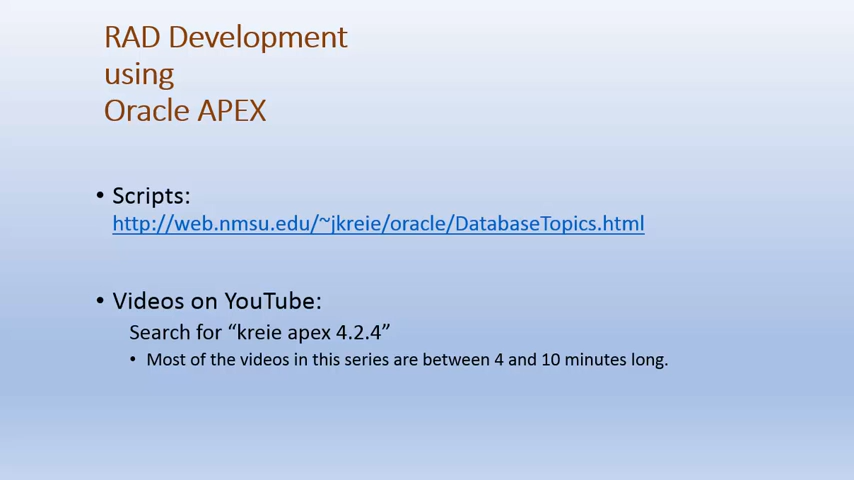 RAD Development
using
Oracle APEX
• Scripts:
http://web.nmsu.edu/~jkreie/oracle/DatabaseTopics.html
• Videos on YouTube:
Search for “kreie apex 4.2.4”
• Most of the videos in this series are between 4 and 10 minutes long.